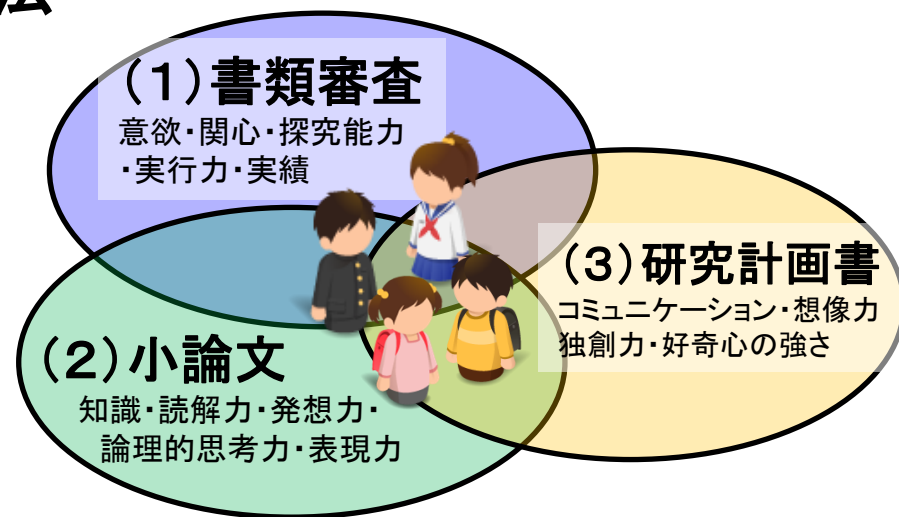 法
(1)書類審査
意欲・関心・探究能力
・実行力・実績
(2)小論文
知識・読解力・発想力・
論理的思考力・表現力
(3)研究計画書
コミュニケーション・想像力
独創力・好奇心の強さ